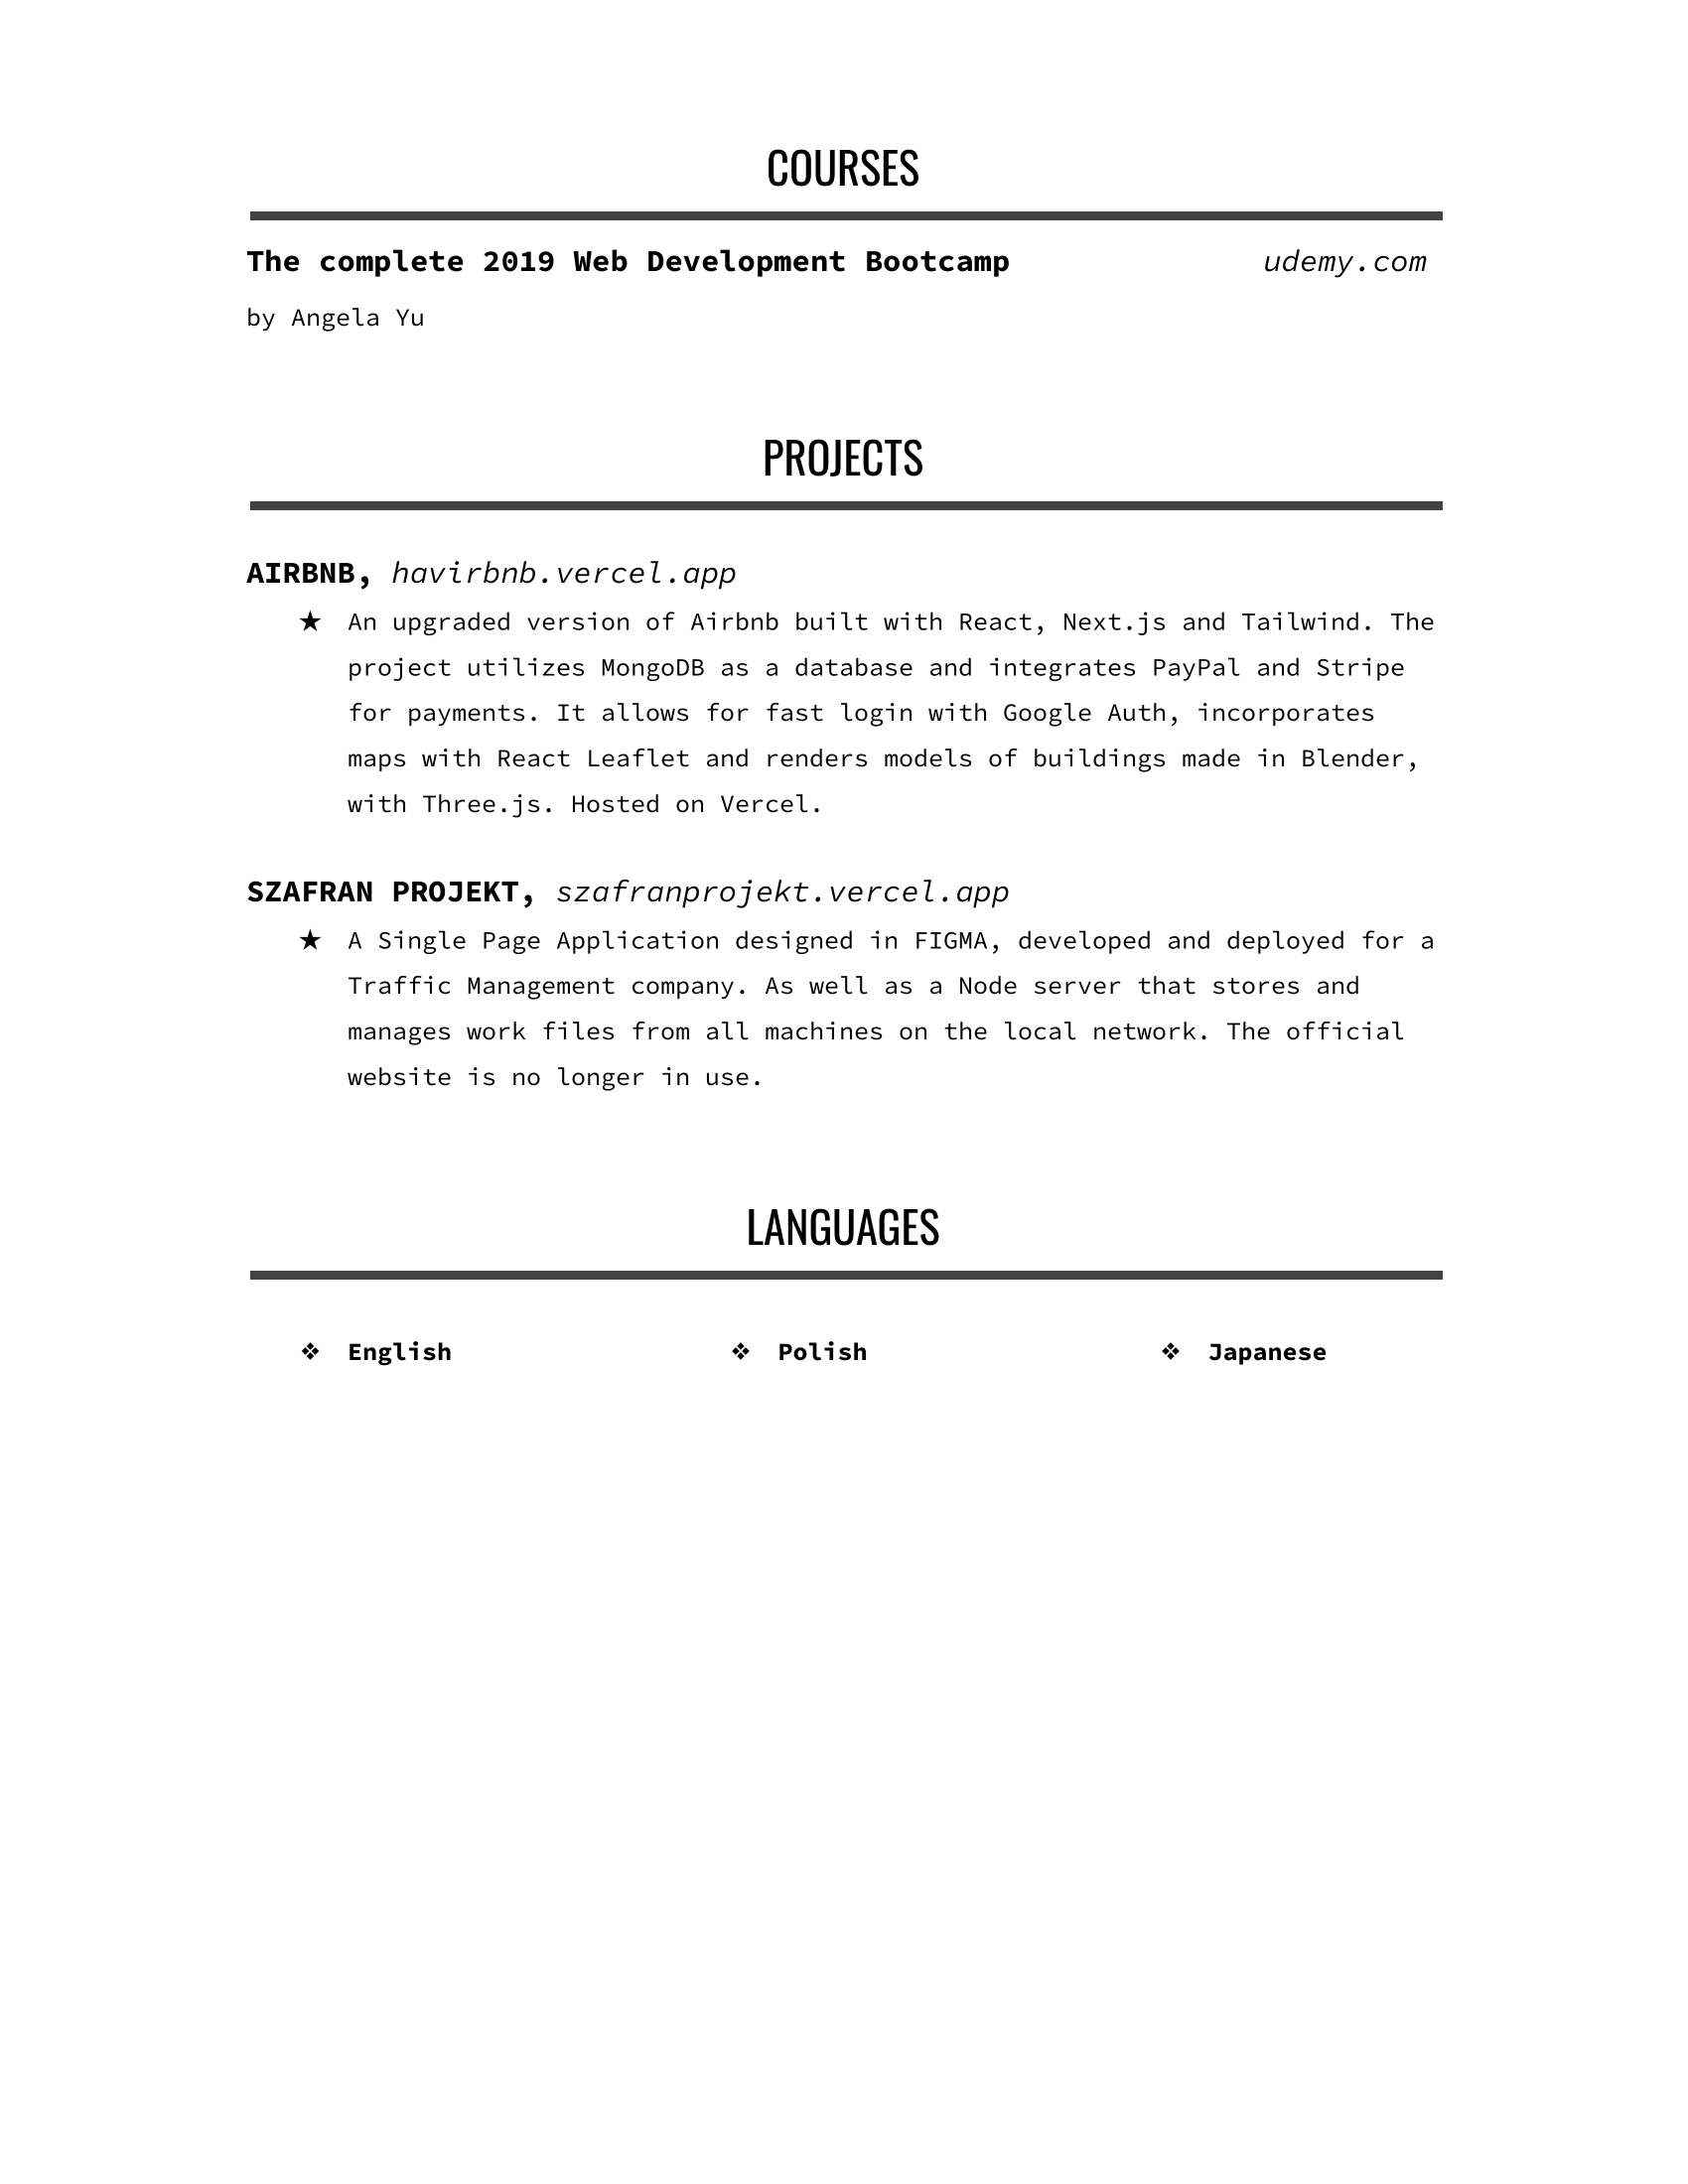 COURSES
The complete 2019 Web Development Bootcamp udemy.com
by Angela Yu
PROJECTS
AIRBNB, havirbnb.vercel.app
★ An upgraded version of Airbnb built with React, Next.js and Tailwind. The
project utilizes MongoDB as a database and integrates PayPal and Stripe
for payments. It allows for fast login with Google Auth, incorporates
maps with React Leaflet and renders models of buildings made in Blender,
with Three.js. Hosted on Vercel.
SZAFRAN PROJEKT, szafranprojekt.vercel.app
★ A Single Page Application designed in FIGMA, developed and deployed for a
Traffic Management company. As well as a Node server that stores and
manages work files from all machines on the local network. The official
website is no longer in use.
LANGUAGES
❖ English ❖ Polish ❖ Japanese